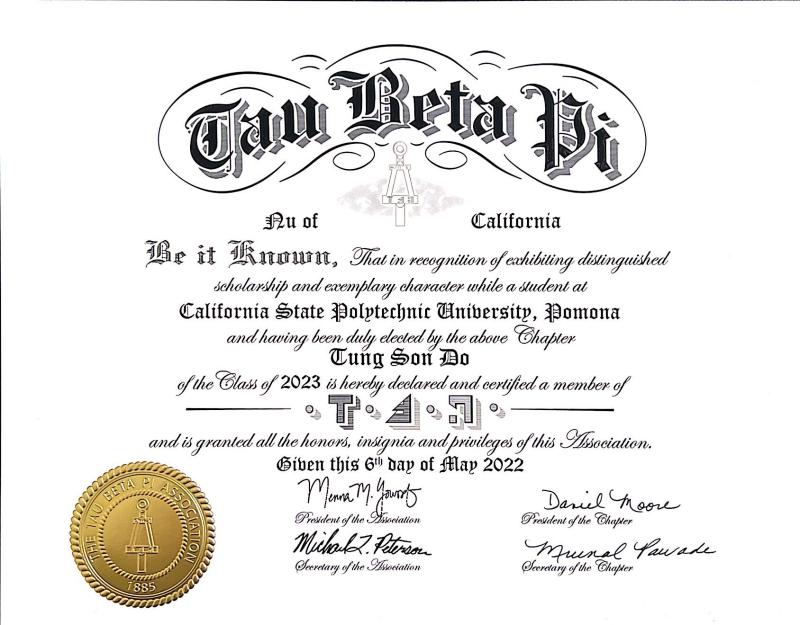 Tau Beta Pi
Nu of California
Be it Known, That in recognition of exhibiting distinguished
scholarship and exemplary character while a student at
California State Polytechnic University, Pomona
and having been duly elected by the above Chapter
Tung Son Do
of the Class of 2023 is hereby declared and certified a member of
and is granted all the honors, insignia and privileges of this Association.
Given this 6th day of May 2022
Menna M. Youssef Daniel Moore
President of the Association President of the Chapter
Michael L. Peterson Mrunal Pawade
Secretary of the Association Secretary of the Chapter
THE TAU BETA PI ASSOCIATION
1885